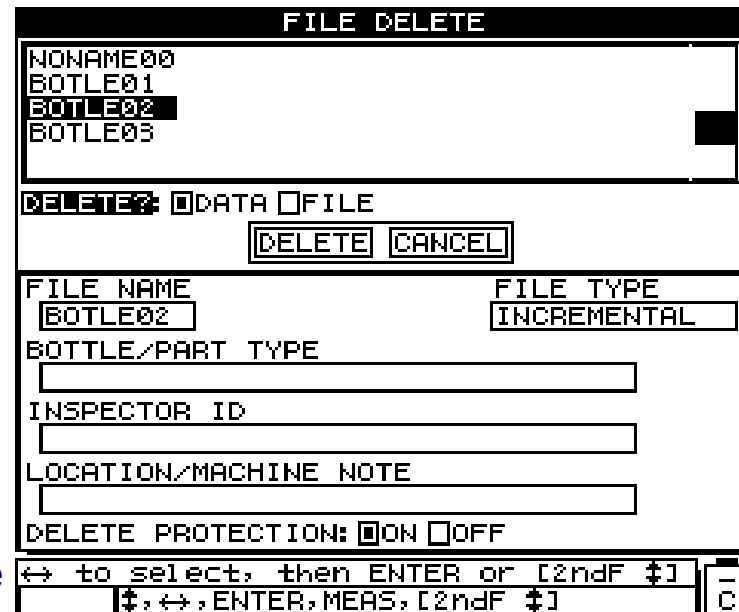 FILE DELETE
NONAME00
BOTLE01
BOTLE02
BOTLE03
DELETE?: DATA FILE
DELETE CANCEL
FILE NAME FILE TYPE
BOTLE02 INCREMENTAL
BOTTLE/PART TYPE
INSPECTOR ID
LOCATION/MACHINE NOTE
DELETE PROTECTION: ON OFF
↔ to select, then ENTER or [2ndF ↕]
↕,↔,ENTER,MEAS,[2ndF ↕]